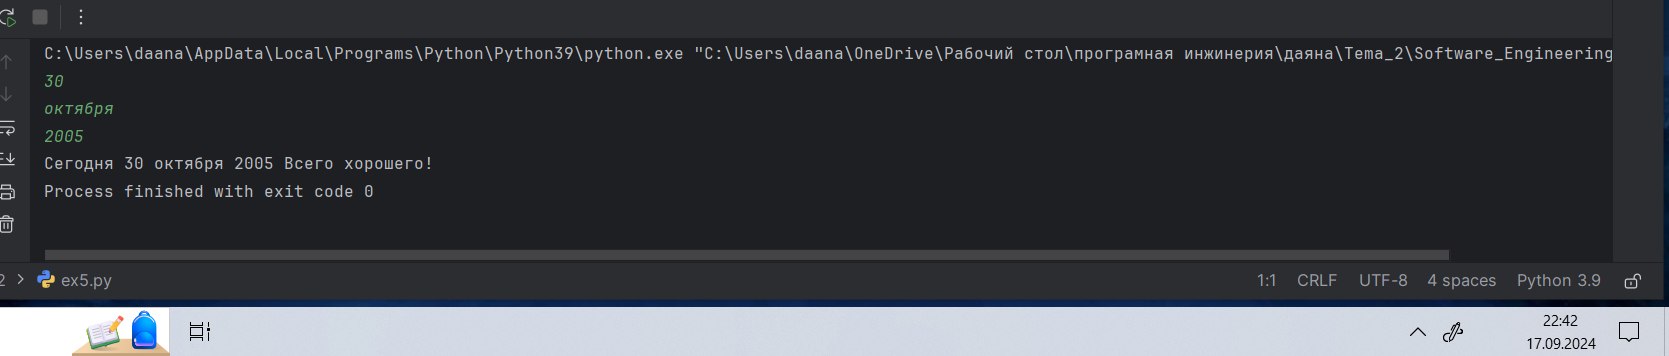 C:\Users\daana\AppData\Local\Programs\Python\Python39\python.exe "C:\Users\daana\OneDrive\Рабочий стол\програмная инжинерия\даяна\Tema_2\Software_Engineering
30
октября
2005
Сегодня 30 октября 2005 Всего хорошего!
Process finished with exit code 0
2 > ex5.py 1:1 CRLF UTF-8 4 spaces Python 3.9
22:42
17.09.2024